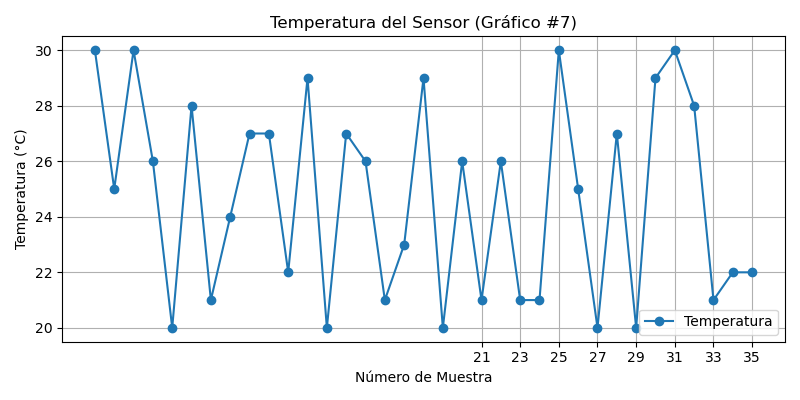 Temperatura del Sensor (Gráfico #7)
Temperatura (°C)
30
28
26
24
22
20
Temperatura
21 23 25 27 29 31 33 35
Número de Muestra